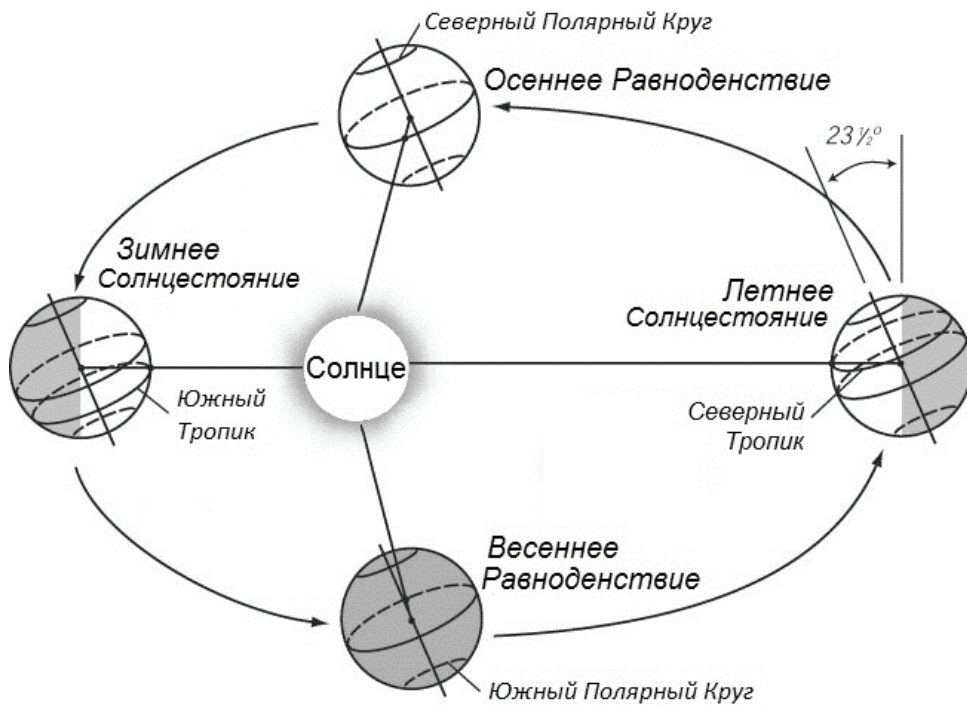 Северный Полярный Круг
Осеннее Равноденствие
23½°
Зимнее
Солнцестояние
Летнее
Солнцестояние
Солнце
Южный
Тропик
Северный
Тропик
Весеннее
Равноденствие
Южный Полярный Круг